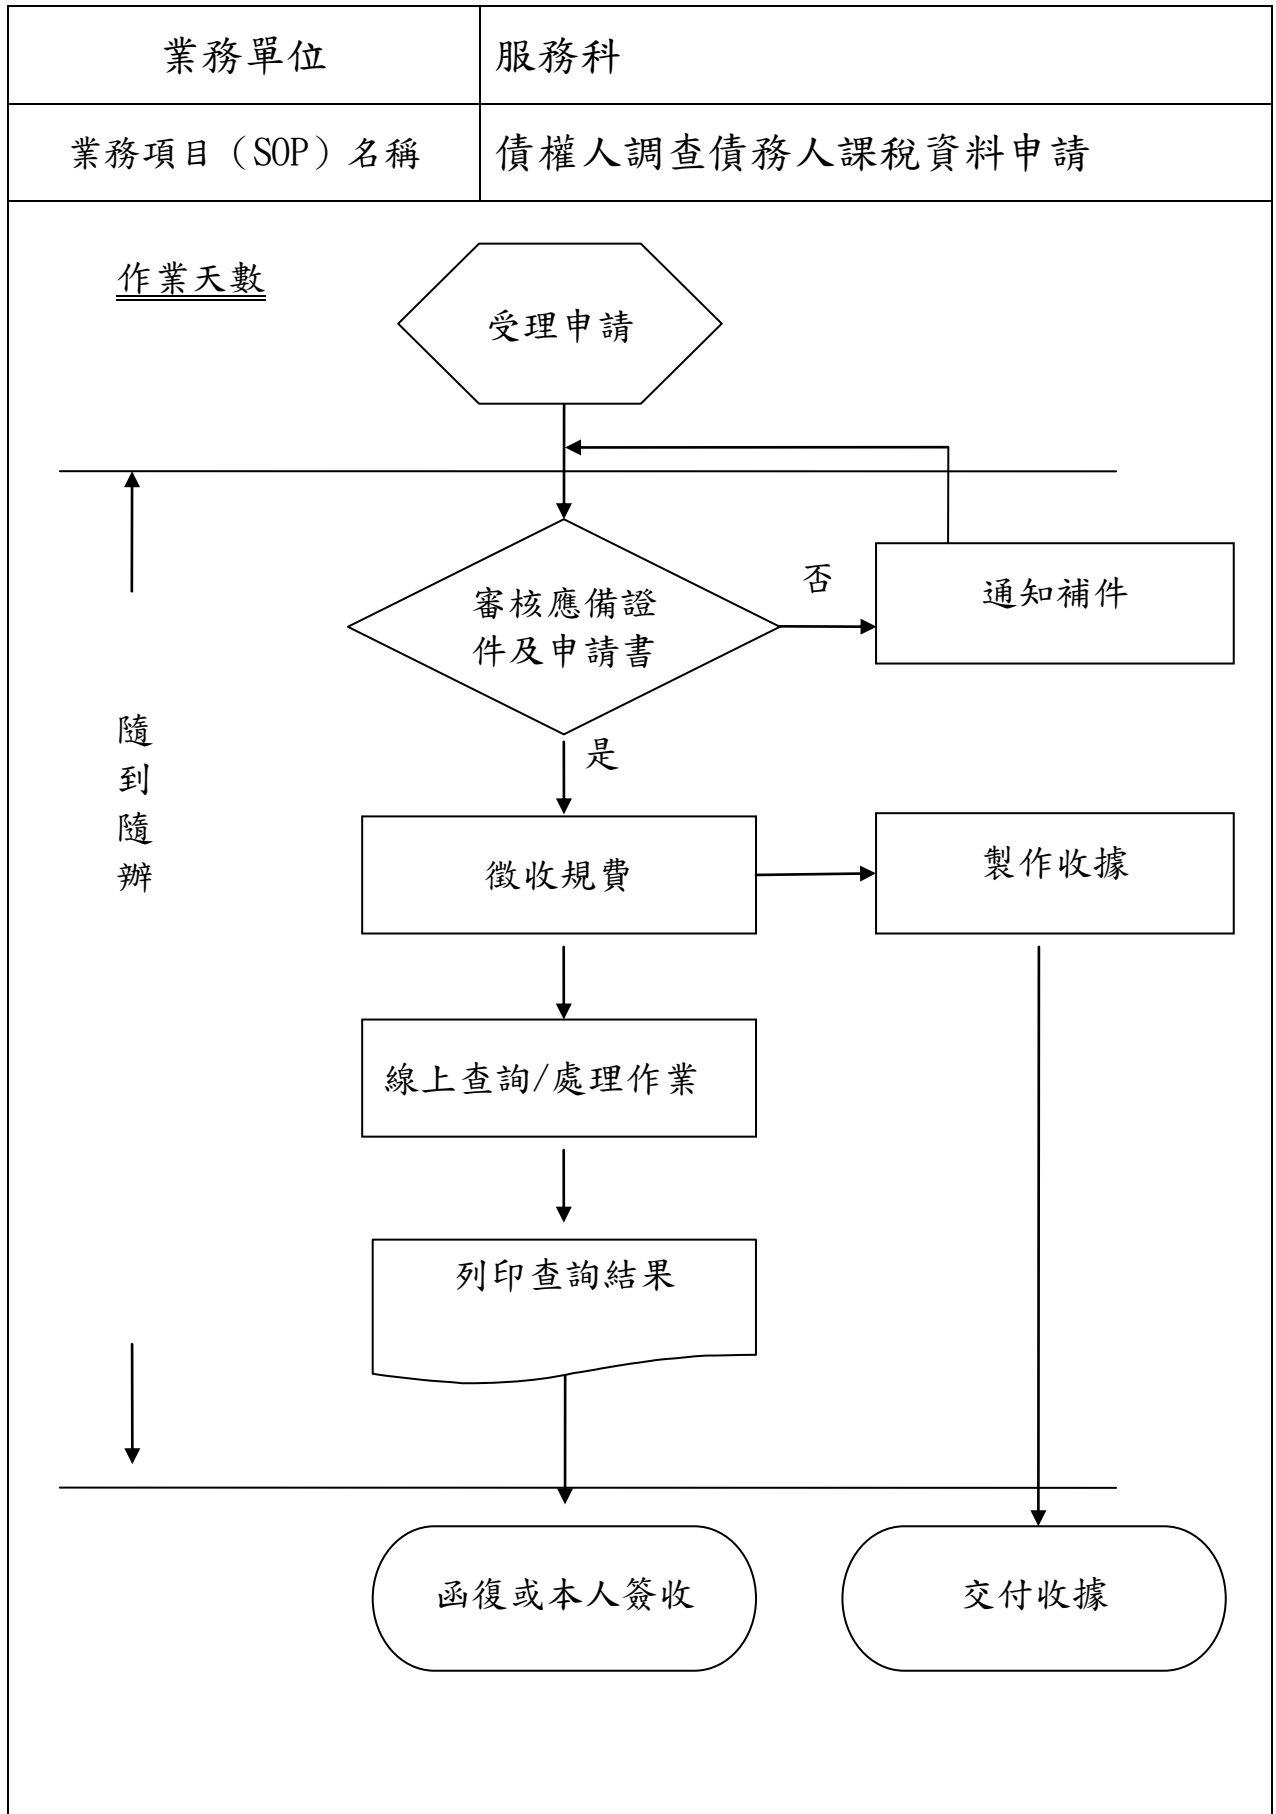 業務單位
服務科
業務項目（SOP）名稱
債權人調查債務人課稅資料申請
作業天數
受理申請
審核應備證
件及申請書
否
通知補件
是
隨
到
隨
辦
徵收規費
製作收據
線上查詢/處理作業
列印查詢結果
函復或本人簽收
交付收據